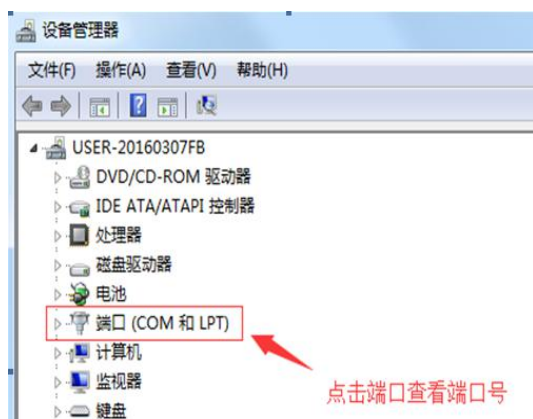 设备管理器
文件(F) 操作(A) 查看(V) 帮助(H)
USER-20160307FB
DVD/CD-ROM 驱动器
IDE ATA/ATAPI 控制器
处理器
磁盘驱动器
电池
端口 (COM 和 LPT)
计算机
监视器
点击端口查看端口号
键盘